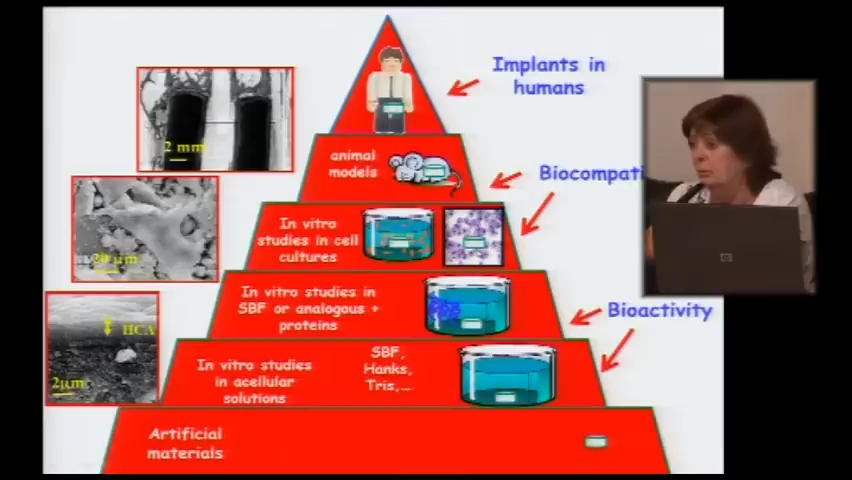 Implants in
humans
2 mm
animal
models
Biocompati
In vitro
studies in cell
cultures
20 μm
In vitro studies in
SBF or analogous +
proteins
Bioactivity
HCA
2μm
In vitro studies
in acellular
solutions
SBF,
Hanks,
Tris,...
Artificial
materials
hp